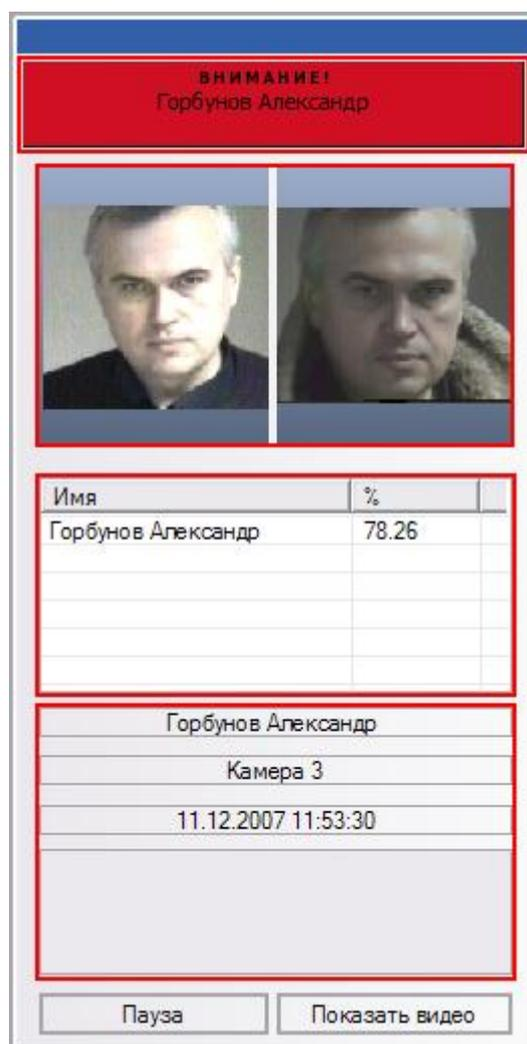 ВНИМАНИЕ!
Горбунов Александр
Имя %
Горбунов Александр 78.26
Горбунов Александр
Камера 3
11.12.2007 11:53:30
Пауза Показать видео